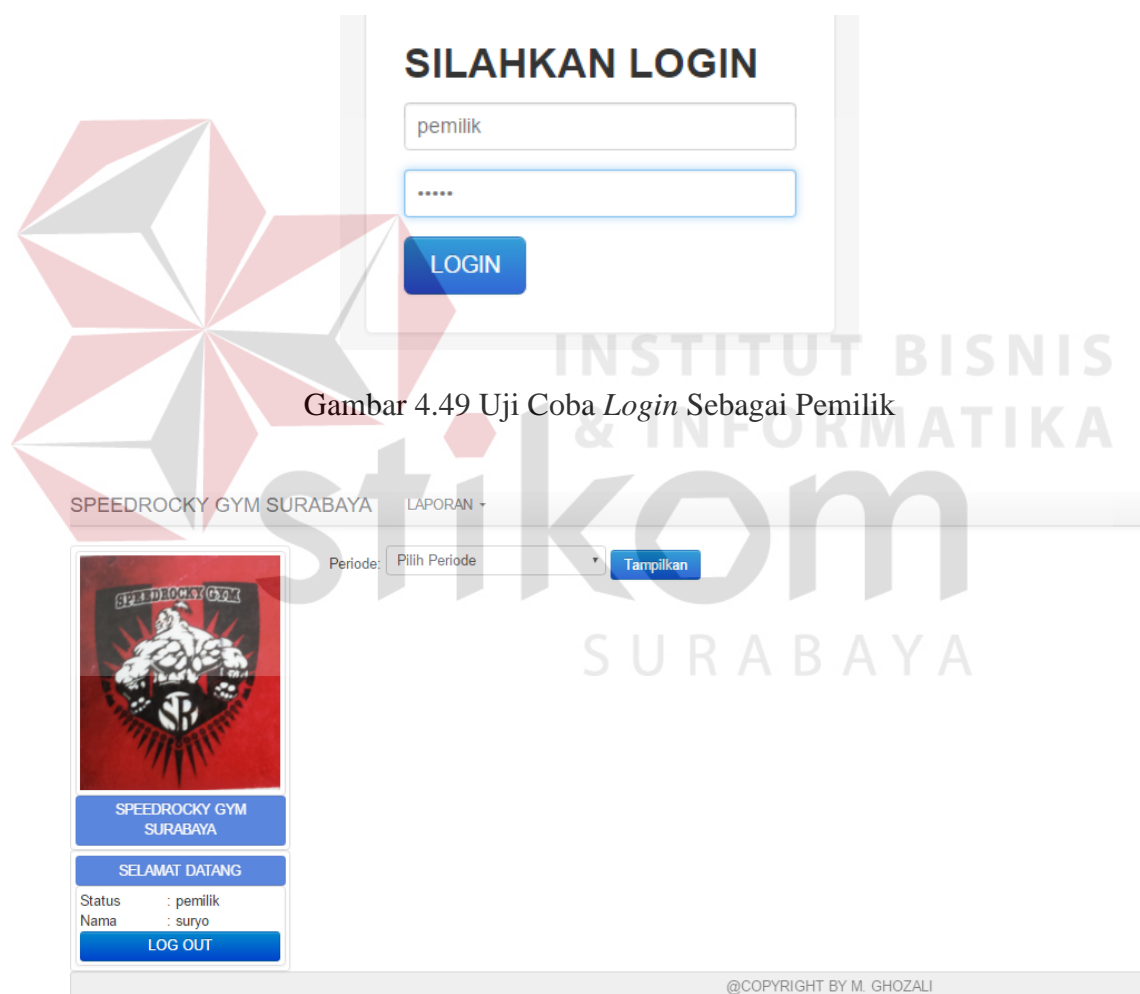 SILAHKAN LOGIN
pemilik
•••••
LOGIN
INSTITUT BISNIS
& INFORMATIKA
stikom
SURABAYA
Gambar 4.49 Uji Coba Login Sebagai Pemilik
SPEEDROCKY GYM SURABAYA LAPORAN
Periode: Pilih Periode Tampilkan
SPEEDROCKY GYM
SR
SPEEDROCKY GYM
SURABAYA
SELAMAT DATANG
Status : pemilik
Nama : suryo
LOG OUT
@COPYRIGHT BY M. GHOZALI